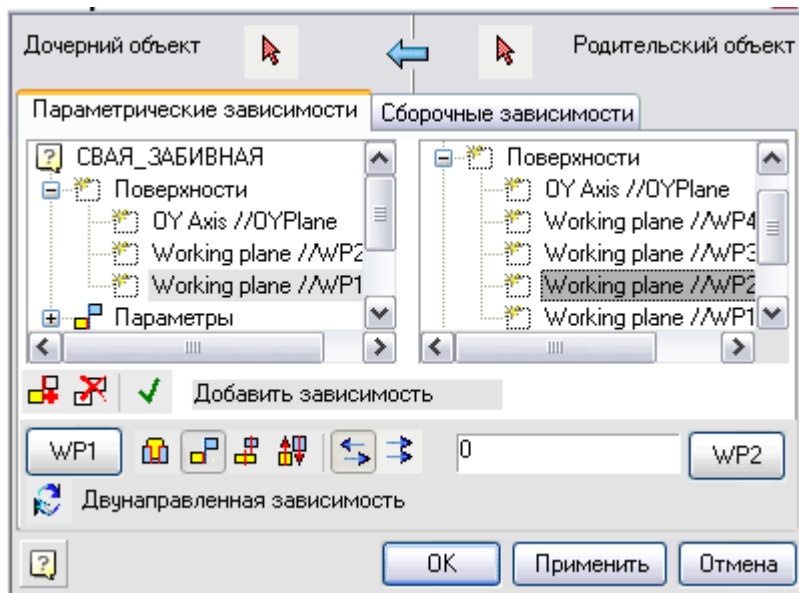 Дочерний объект
Родительский объект
Параметрические зависимости
Сборочные зависимости
СВАЯ_ЗАБИВНАЯ
Поверхности
OY Axis //OYPlane
Working plane //WP2
Working plane //WP1
Параметры
Поверхности
OY Axis //OYPlane
Working plane //WP4
Working plane //WP3
Working plane //WP2
Working plane //WP1
Добавить зависимость
WP1
0
WP2
Двунаправленная зависимость
OK
Применить
Отмена